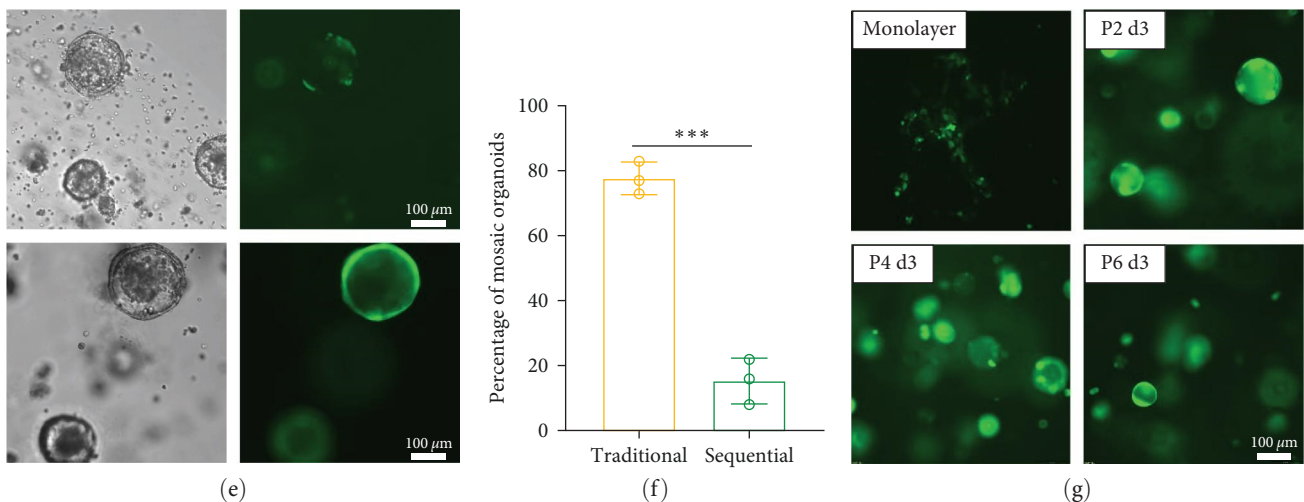 100 µm
100 µm
(e)
Percentage of mosaic organoids
100
80
60
40
20
0
***
Traditional
Sequential
(f)
Monolayer
P2 d3
P4 d3
P6 d3
100 µm
(g)